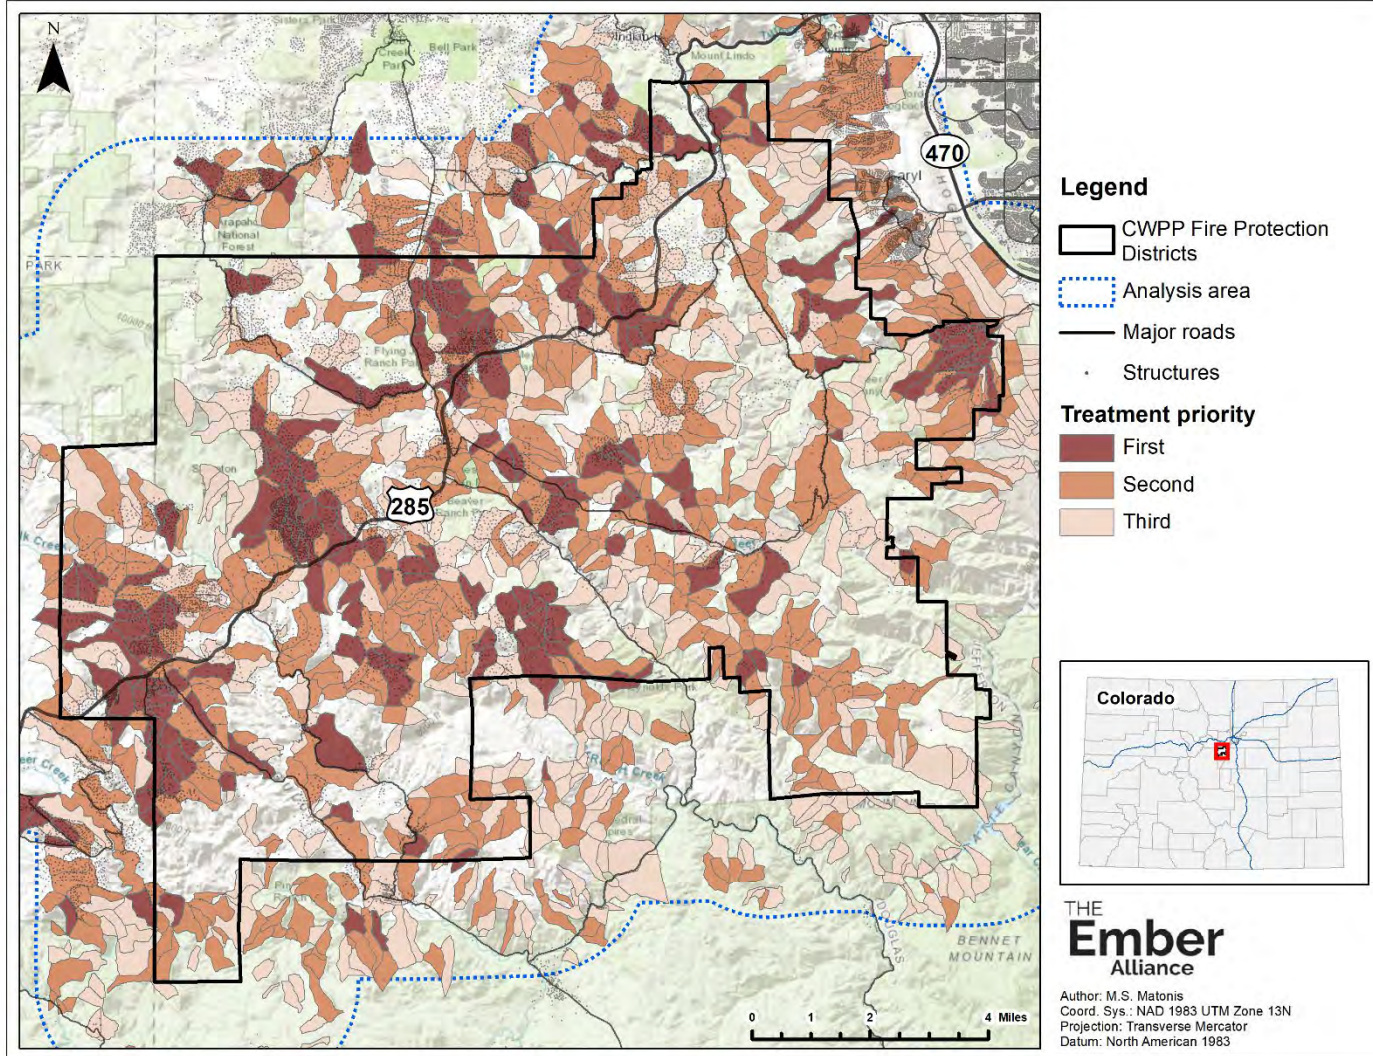 N
Bell Park
Mount Lindo
470
National
Forest
PARK
Flying J
Ranch Park
285
Ranch
BENNET
MOUNTAIN
DOUGLAS
JEFFERSON
0 1 2 4 Miles
Legend
CWPP Fire Protection
Districts
Analysis area
Major roads
Structures
Treatment priority
First
Second
Third
Colorado
THE
Ember
Alliance
Author: M.S. Matonis
Coord. Sys.: NAD 1983 UTM Zone 13N
Projection: Transverse Mercator
Datum: North American 1983